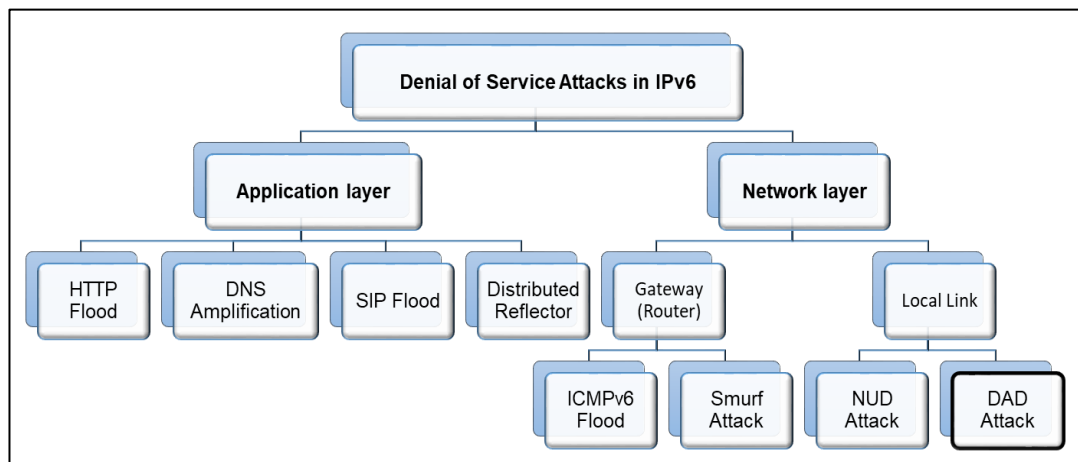 Denial of Service Attacks in IPv6
Application layer
Network layer
HTTP
Flood
DNS
Amplification
SIP Flood
Distributed
Reflector
Gateway
(Router)
Local Link
ICMPv6
Flood
Smurf
Attack
NUD
Attack
DAD
Attack